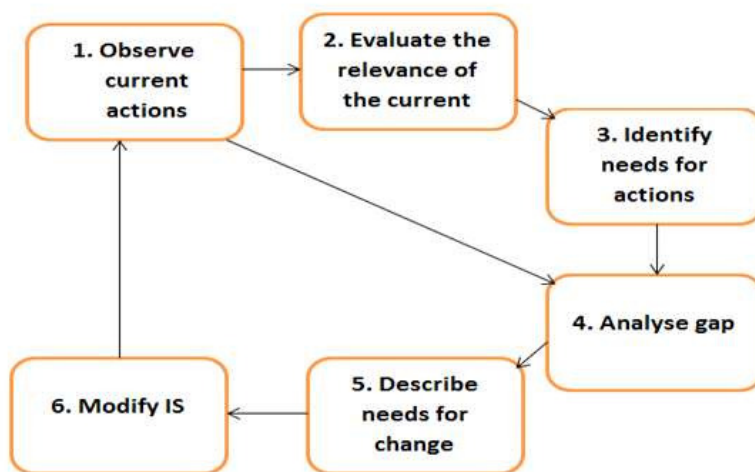 1. Observe
current
actions
2. Evaluate the
relevance of
the current
3. Identify
needs for
actions
4. Analyse gap
5. Describe
needs for
change
6. Modify IS